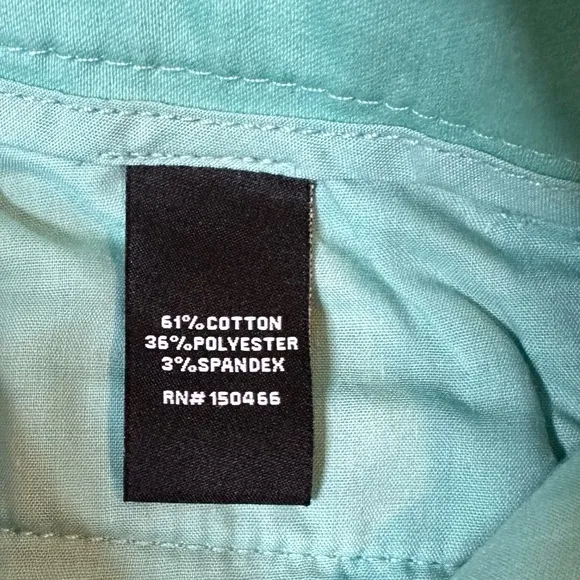 61%COTTON
36%POLYESTER
3%SPANDEX
RN# 150466